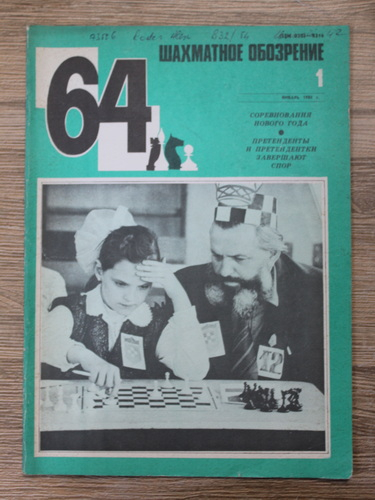 64
ШАХМАТНОЕ ОБОЗРЕНИЕ
1
СОРЕВНОВАНИЯ
НОВОГО ГОДА
ПРЕТЕНДЕНТЫ
И ПРЕТЕНДЕНТКИ
ЗАВЕРШАЮТ
СПОР